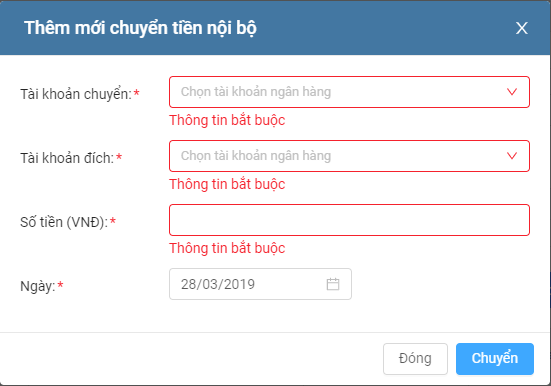 Thêm mới chuyển tiền nội bộ X
Tài khoản chuyển:* Chọn tài khoản ngân hàng
Thông tin bắt buộc
Tài khoản đích:* Chọn tài khoản ngân hàng
Thông tin bắt buộc
Số tiền (VNĐ):*
Thông tin bắt buộc
Ngày:* 28/03/2019
Đóng Chuyển